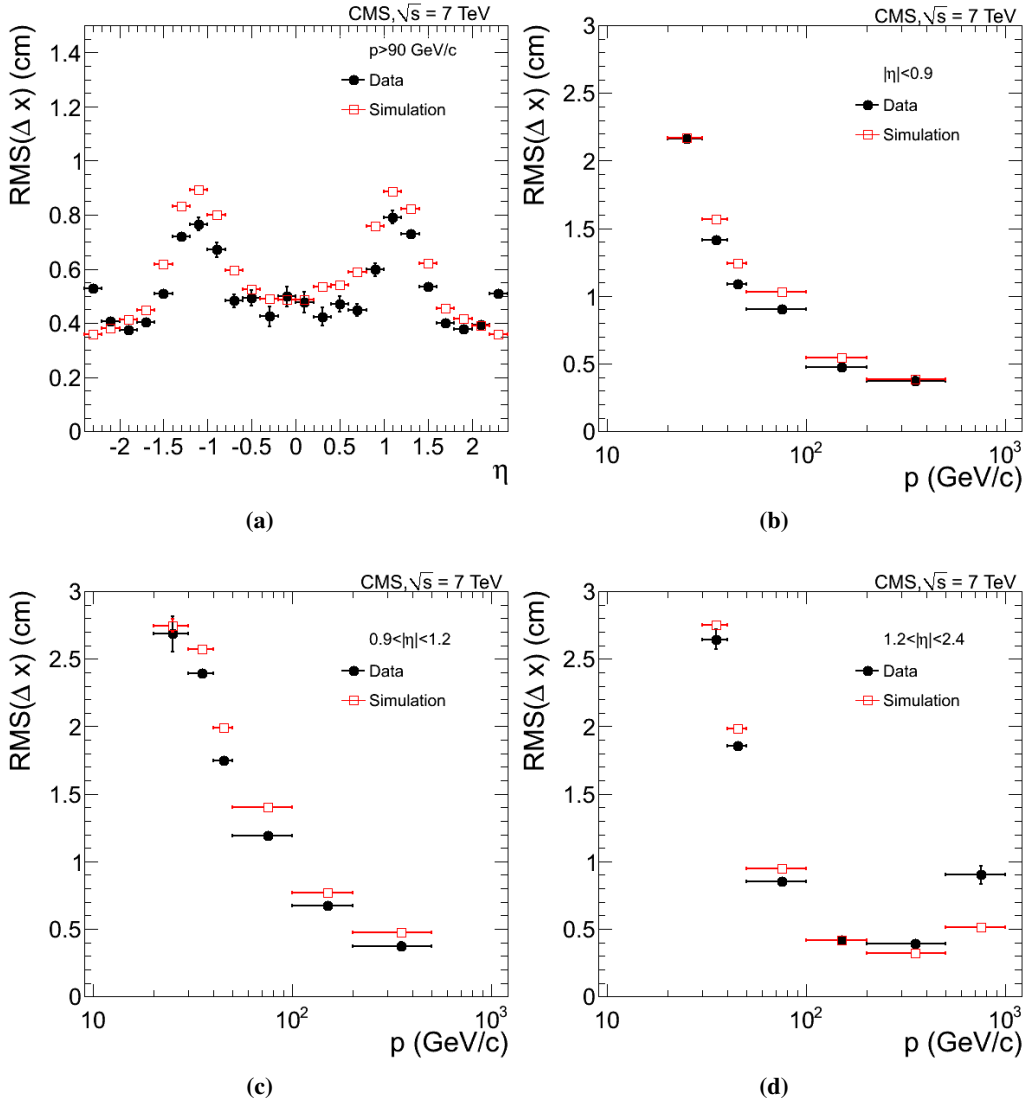 CMS, √s = 7 TeV
RMS(Δ x) (cm)
p>90 GeV/c
Data
Simulation
1.4
1.2
1
0.8
0.6
0.4
0.2
0
-2 -1.5 -1 -0.5 0 0.5 1 1.5 2
η
(a)
CMS, √s = 7 TeV
RMS(Δ x) (cm)
|η|<0.9
Data
Simulation
3
2.5
2
1.5
1
0.5
0
10 10² 10³
p (GeV/c)
(b)
CMS, √s = 7 TeV
RMS(Δ x) (cm)
0.9<|η|<1.2
Data
Simulation
3
2.5
2
1.5
1
0.5
0
10 10² 10³
p (GeV/c)
(c)
CMS, √s = 7 TeV
RMS(Δ x) (cm)
1.2<|η|<2.4
Data
Simulation
3
2.5
2
1.5
1
0.5
0
10 10² 10³
p (GeV/c)
(d)